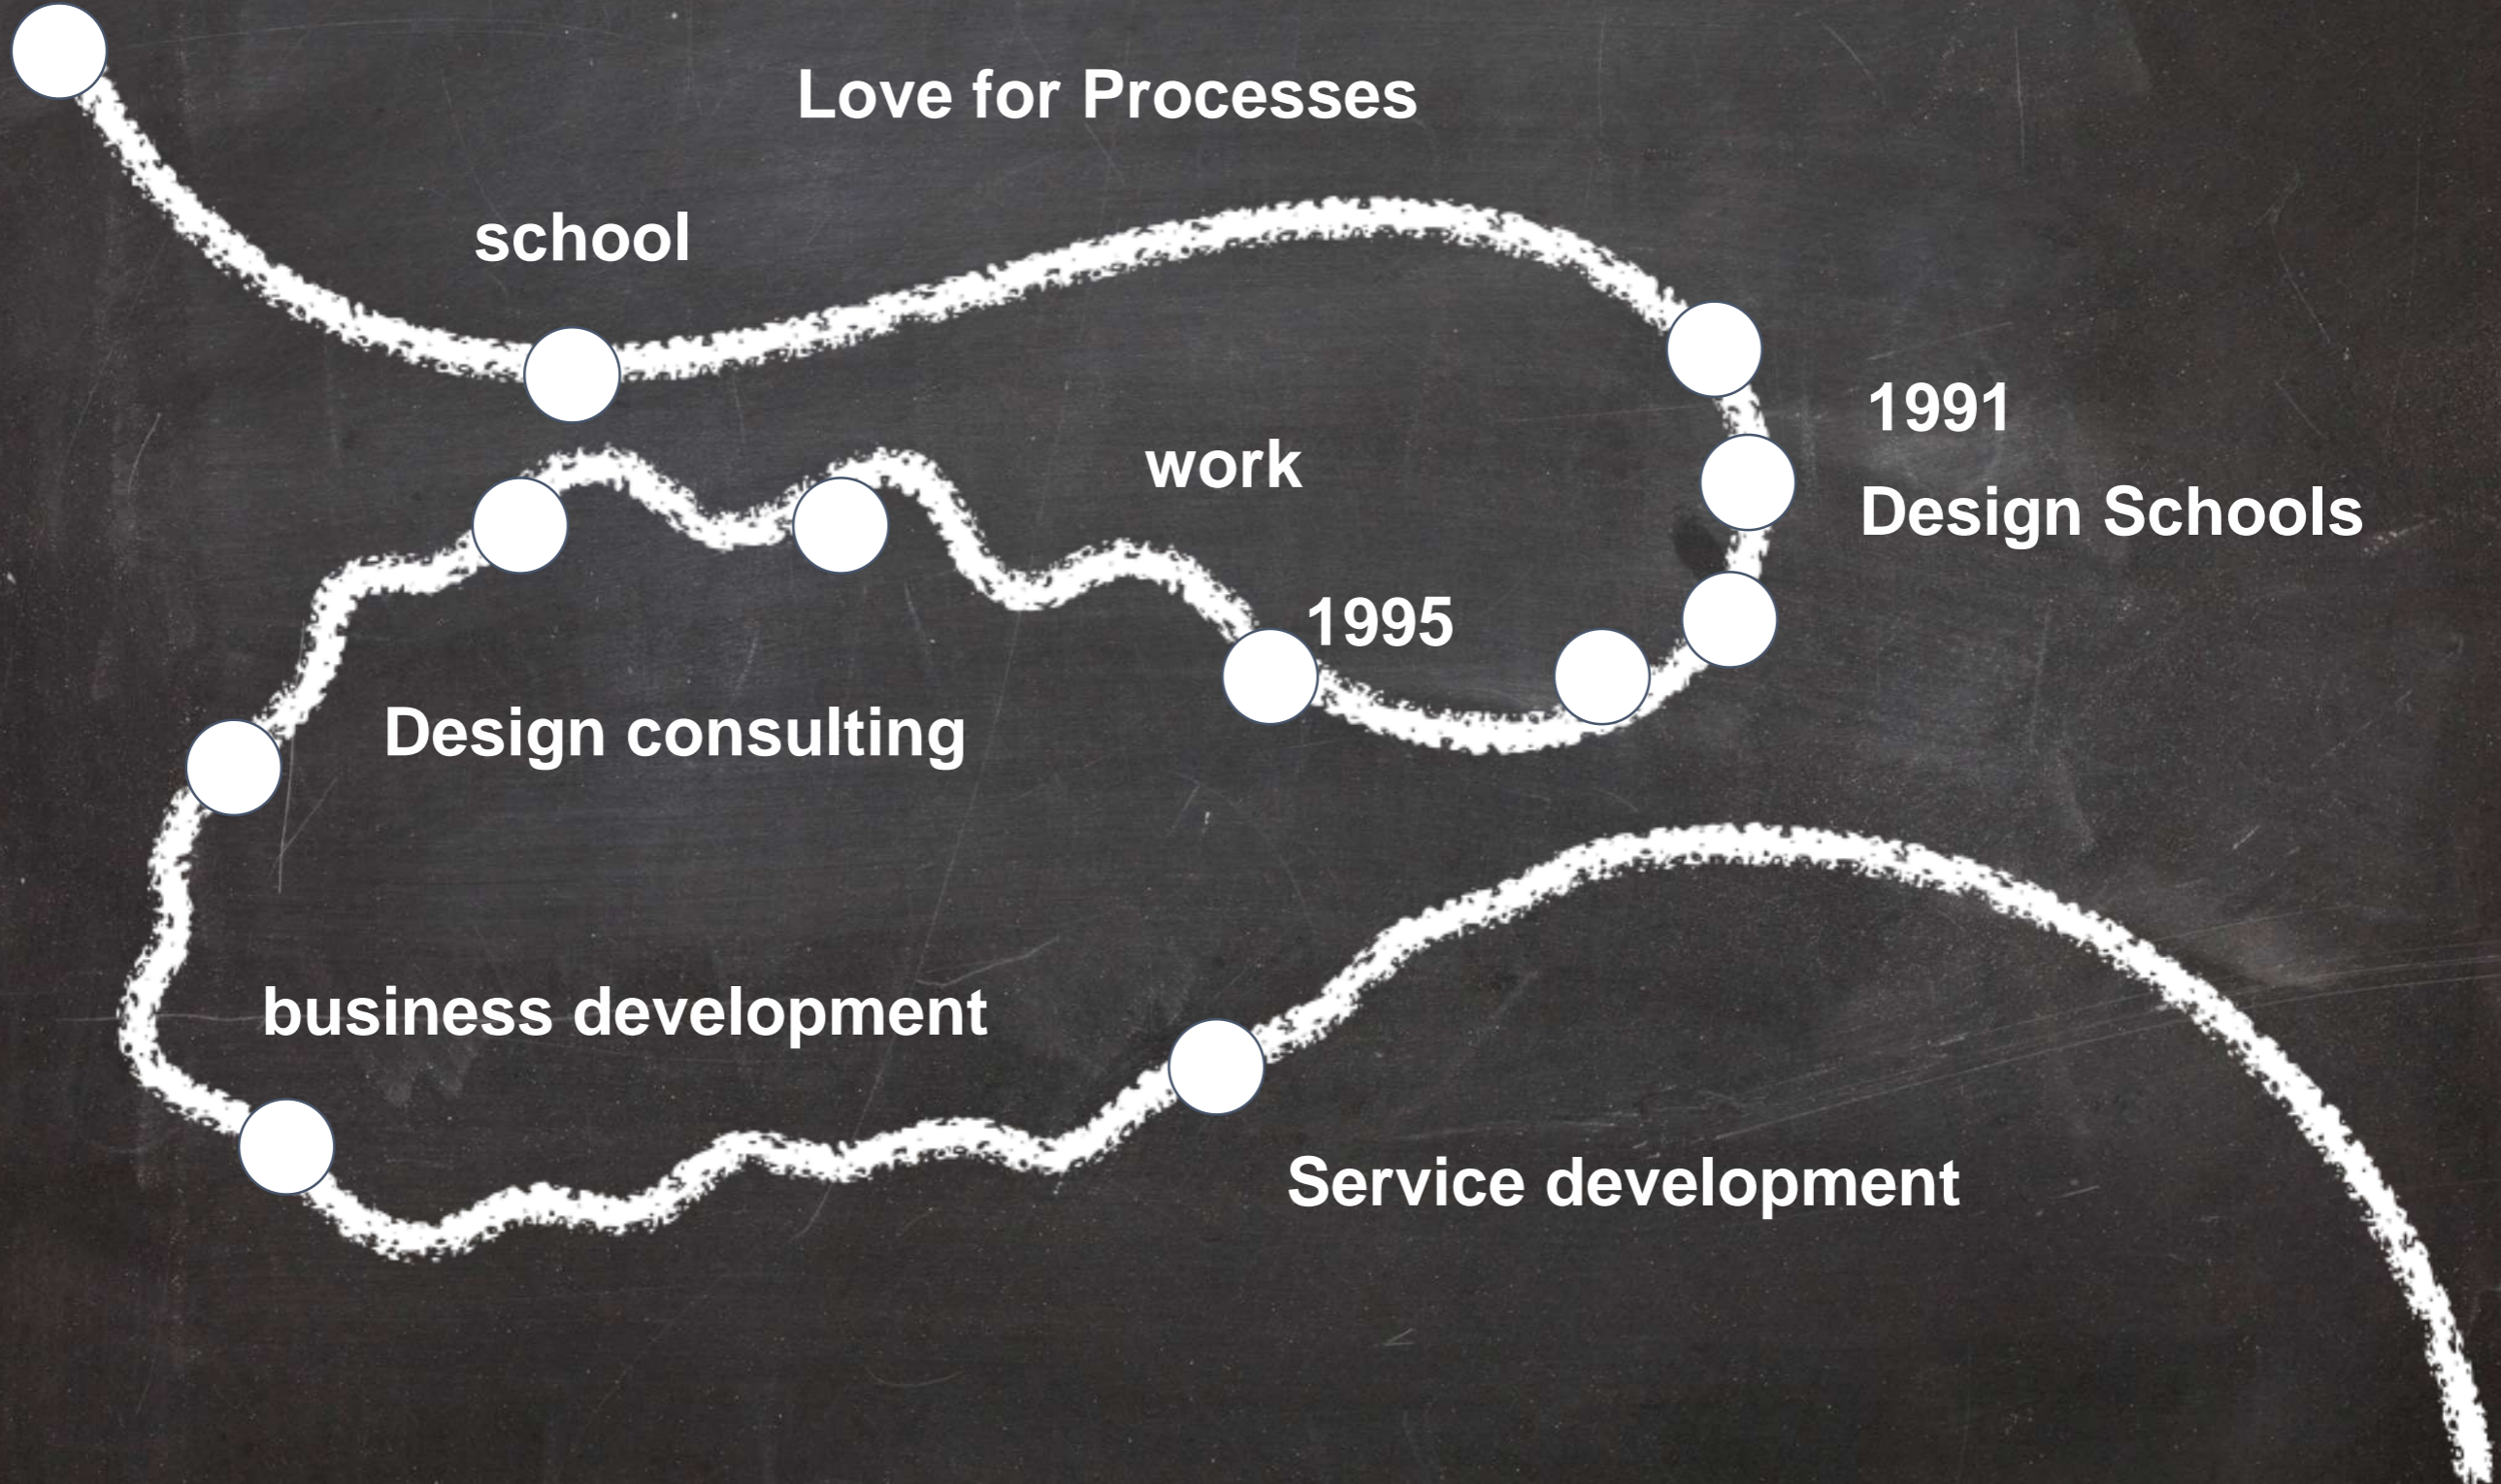 Love for Processes
school
1991
Design Schools
work
1995
Design consulting
business development
Service development